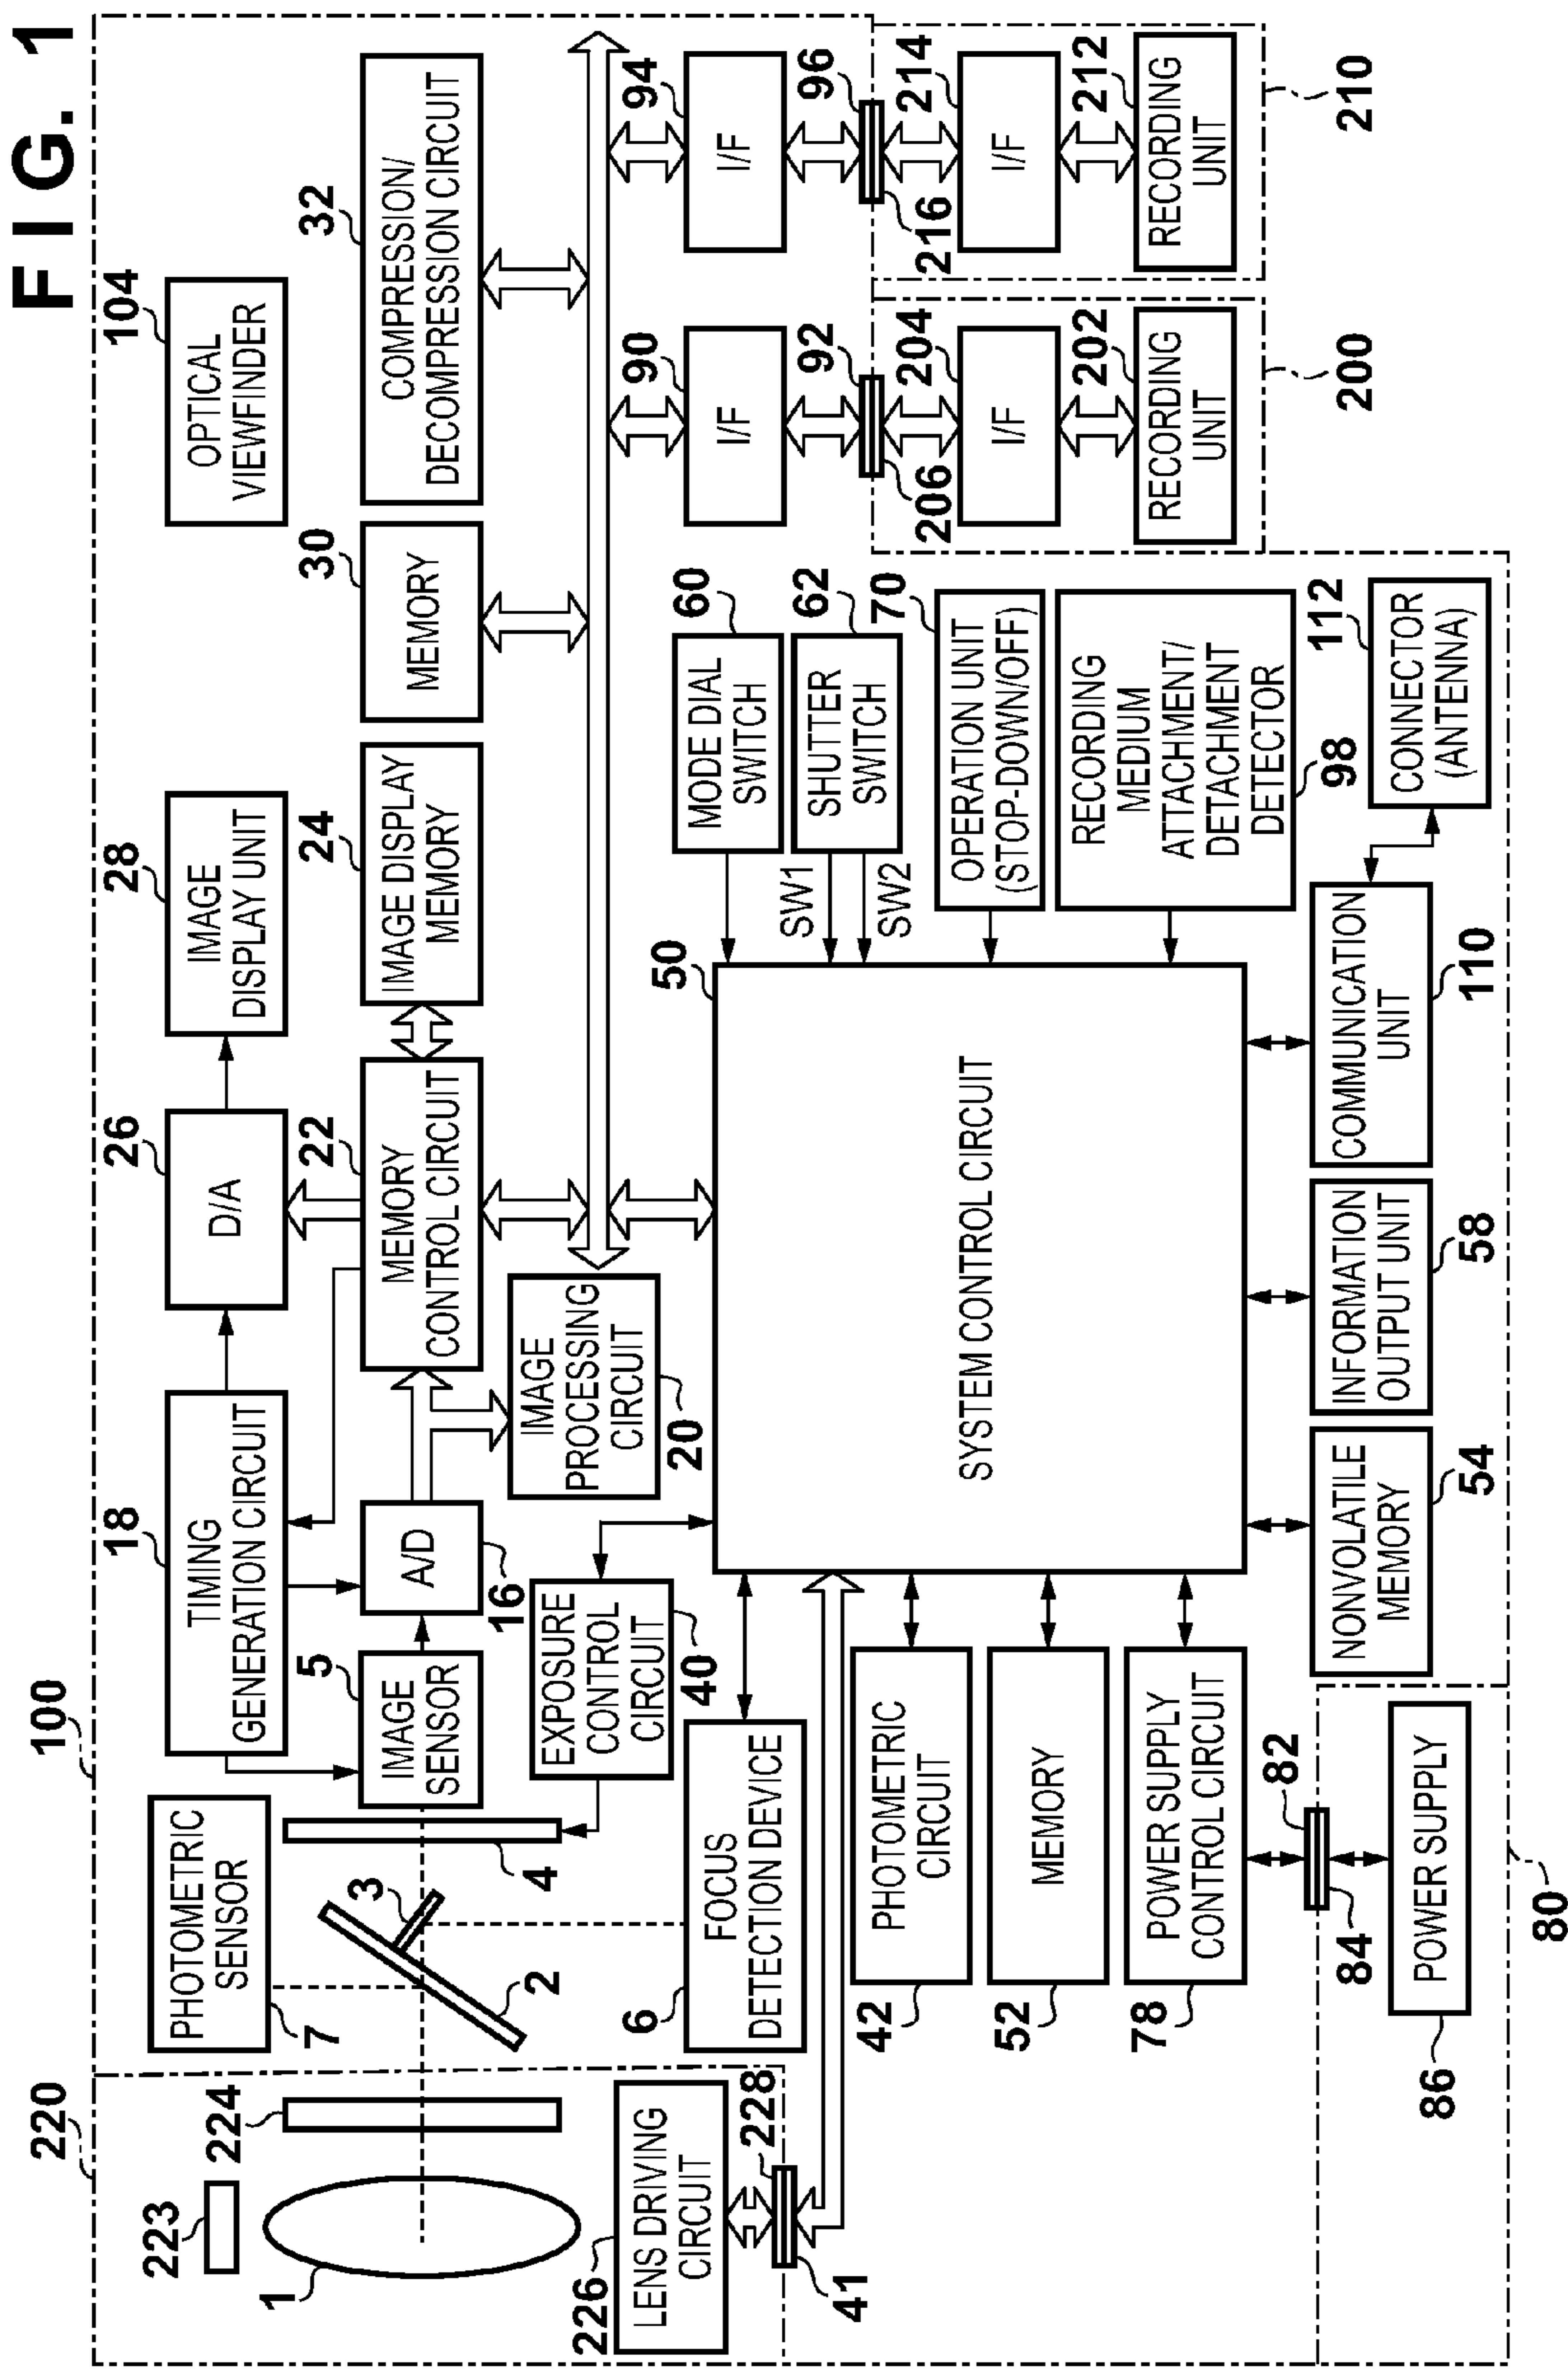 FIG. 1
220
100
223
224
1
PHOTOMETRIC
SENSOR
7
2
3
4
18
TIMING
GENERATION CIRCUIT
26
D/A
28
IMAGE
DISPLAY UNIT
104
OPTICAL
VIEWFINDER
5
IMAGE
SENSOR
A/D
16
22
MEMORY
CONTROL CIRCUIT
24
IMAGE DISPLAY
MEMORY
30
MEMORY
32
COMPRESSION/
DECOMPRESSION CIRCUIT
EXPOSURE
CONTROL
CIRCUIT
40
IMAGE
PROCESSING
CIRCUIT
20
226
LENS DRIVING
CIRCUIT
228
41
6
FOCUS
DETECTION DEVICE
50
SYSTEM CONTROL CIRCUIT
60
MODE DIAL
SWITCH
62
SHUTTER
SWITCH
SW1
SW2
70
OPERATION UNIT
(STOP-DOWN/OFF)
RECORDING
MEDIUM
ATTACHMENT/
DETACHMENT
DETECTOR
98
90
I/F
92
94
I/F
96
206
204
I/F
202
RECORDING
UNIT
200
216
214
I/F
212
RECORDING
UNIT
210
42
PHOTOMETRIC
CIRCUIT
52
MEMORY
78
POWER SUPPLY
CONTROL CIRCUIT
82
84
86
POWER SUPPLY
80
NONVOLATILE
MEMORY
54
INFORMATION
OUTPUT UNIT
58
COMMUNICATION
UNIT
110
112
CONNECTOR
(ANTENNA)